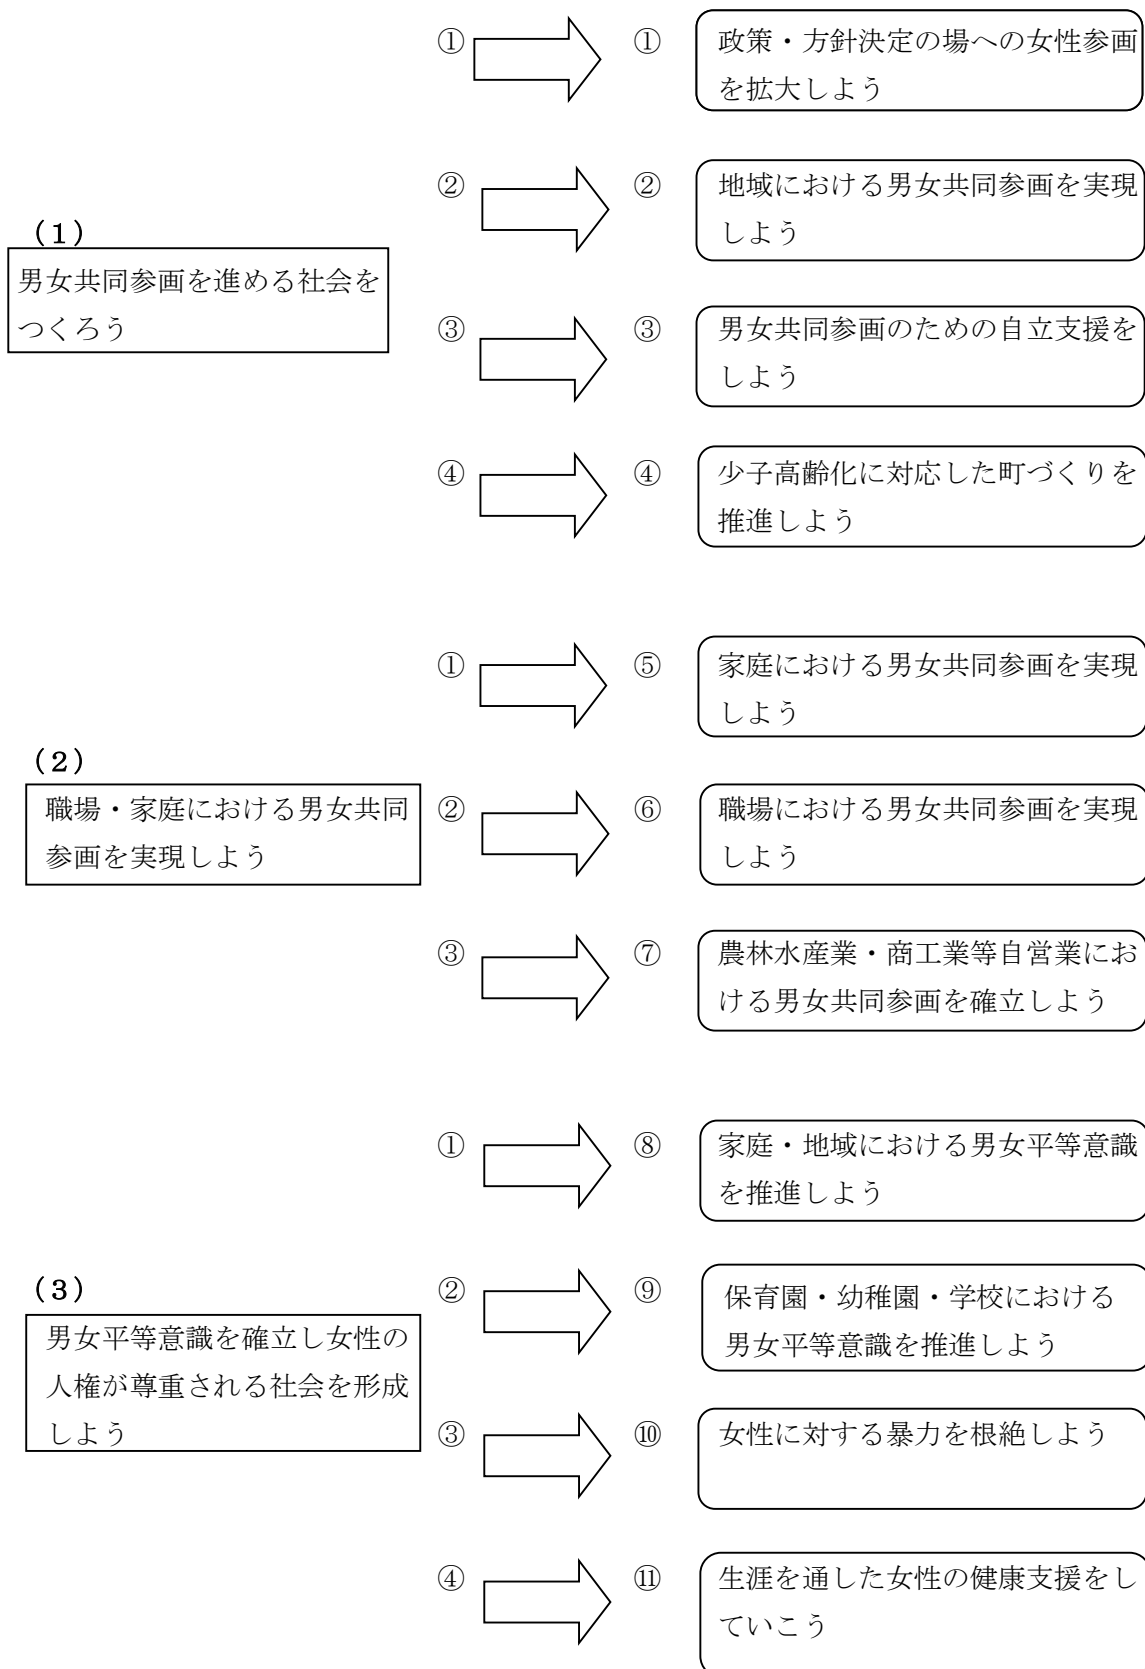 ① ① 政策・方針決定の場への女性参画
を拡大しよう
② ② 地域における男女共同参画を実現
しよう
(1)
男女共同参画を進める社会を
つくろう
③ ③ 男女共同参画のための自立支援を
しよう
④ ④ 少子高齢化に対応した町づくりを
推進しよう
① ⑤ 家庭における男女共同参画を実現
しよう
(2)
職場・家庭における男女共同
参画を実現しよう
② ⑥ 職場における男女共同参画を実現
しよう
③ ⑦ 農林水産業・商工業等自営業にお
ける男女共同参画を確立しよう
① ⑧ 家庭・地域における男女平等意識
を推進しよう
(3)
男女平等意識を確立し女性の
人権が尊重される社会を形成
しよう
② ⑨ 保育園・幼稚園・学校における
男女平等意識を推進しよう
③ ⑩ 女性に対する暴力を根絶しよう
④ ⑪ 生涯を通した女性の健康支援をし
ていこう